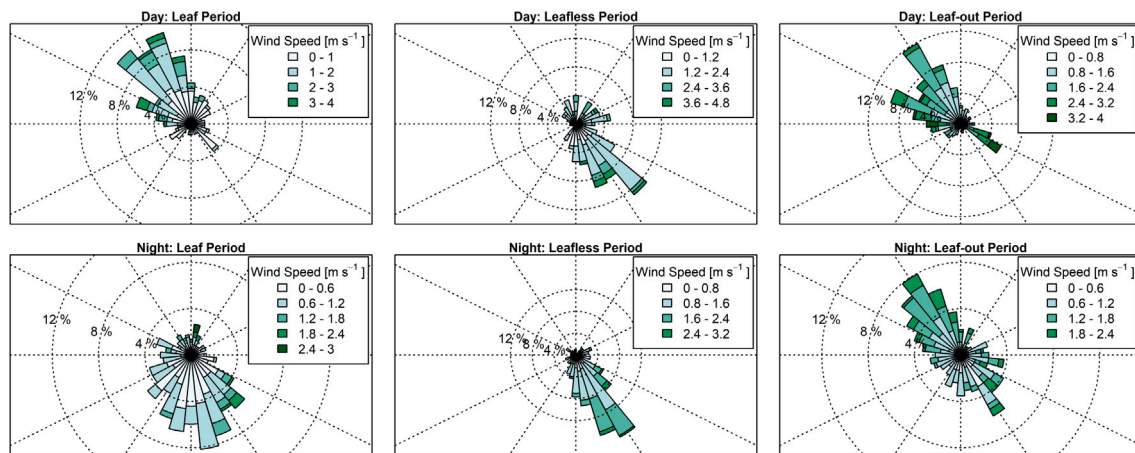 Day: Leaf Period
Wind Speed [m s⁻¹]
0 - 1
1 - 2
2 - 3
3 - 4
12 %
8 %
4 %
Day: Leafless Period
Wind Speed [m s⁻¹]
0 - 1.2
1.2 - 2.4
2.4 - 3.6
3.6 - 4.8
12 %
8 %
4 %
Day: Leaf-out Period
Wind Speed [m s⁻¹]
0 - 0.8
0.8 - 1.6
1.6 - 2.4
2.4 - 3.2
3.2 - 4
12 %
8 %
Night: Leaf Period
Wind Speed [m s⁻¹]
0 - 0.6
0.6 - 1.2
1.2 - 1.8
1.8 - 2.4
2.4 - 3
12 %
8 %
4 %
Night: Leafless Period
Wind Speed [m s⁻¹]
0 - 0.8
0.8 - 1.6
1.6 - 2.4
2.4 - 3.2
12 %
8 %
4 %
Night: Leaf-out Period
Wind Speed [m s⁻¹]
0 - 0.6
0.6 - 1.2
1.2 - 1.8
1.8 - 2.4
12 %
8 %